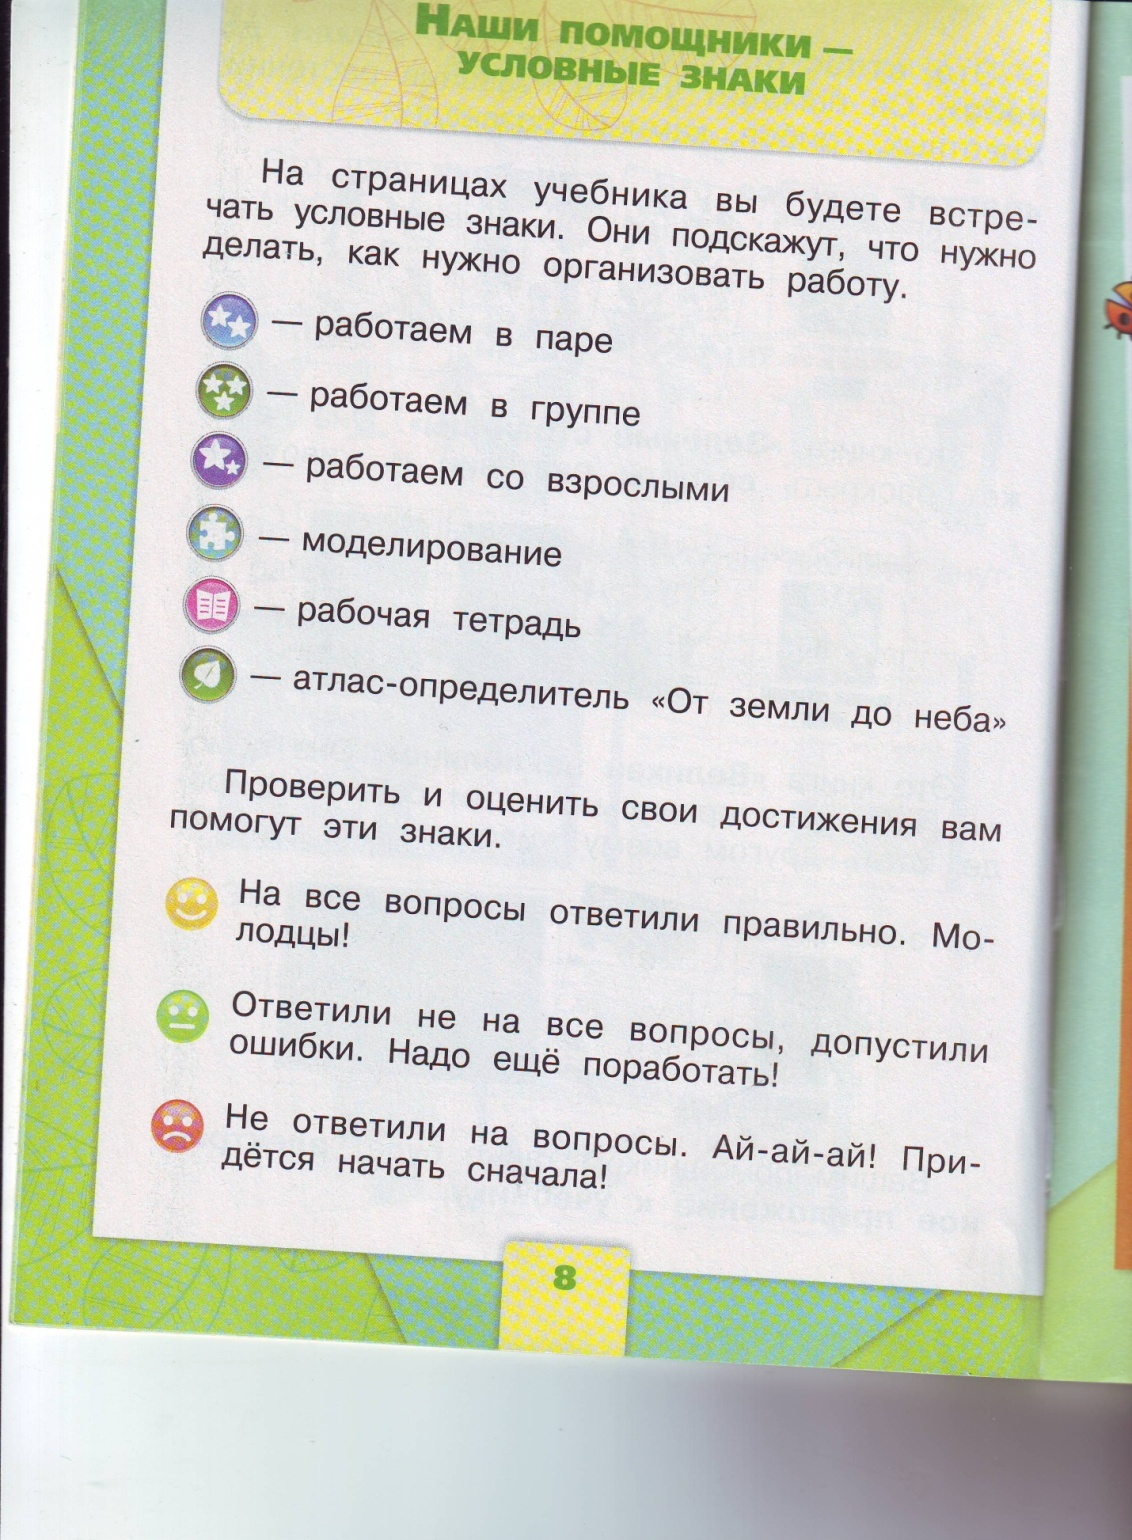 Наши помощники —
условные знаки
На страницах учебника вы будете встре-
чать условные знаки. Они подскажут, что нужно
делать, как нужно организовать работу.
— работаем в паре
— работаем в группе
— работаем со взрослыми
— моделирование
— рабочая тетрадь
— атлас-определитель «От земли до неба»
Проверить и оценить свои достижения вам
помогут эти знаки.
На все вопросы ответили правильно. Мо-
лодцы!
Ответили не на все вопросы, допустили
ошибки. Надо ещё поработать!
Не ответили на вопросы. Ай-ай-ай! При-
дётся начать сначала!
8